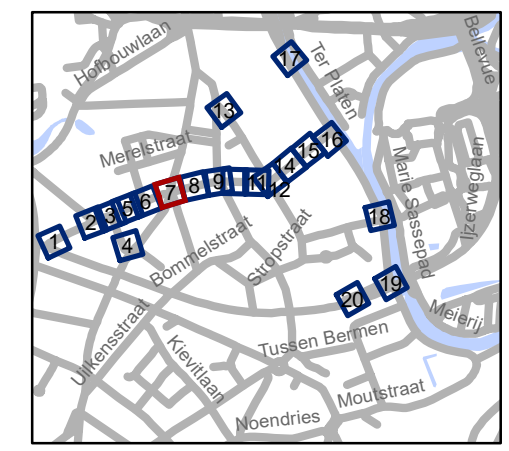 Hofbouwlaan
Ter Platen
Bellevue
17
13
Merelstraat
16
15
14
Marie Sassepad
Ijzerweglaan
12
11
9
8
7
6
5
3
2
1
4
18
Bommelstraat
Stropstraat
19
20
Meierij
Uilkensstraat
Kievitlaan
Tussen Bermen
Moutstraat
Noendries